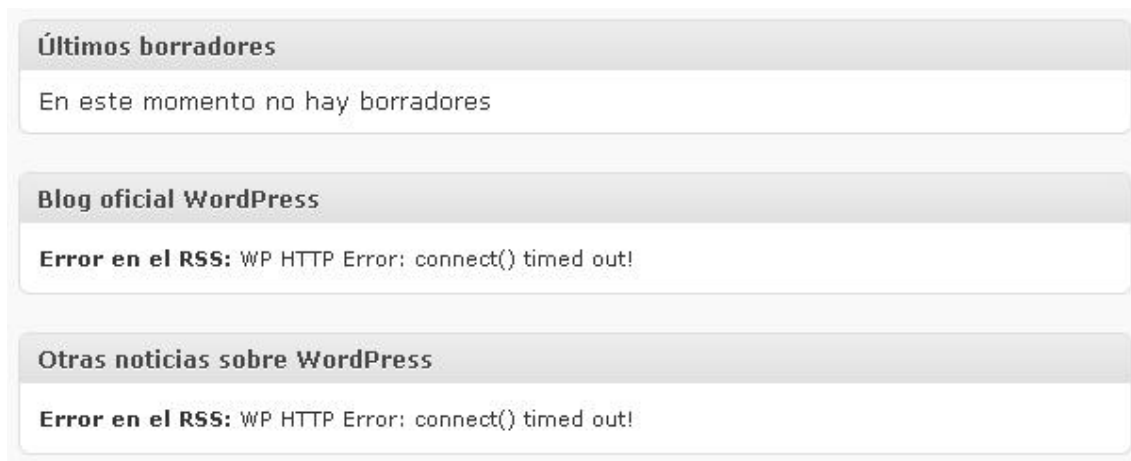 Últimos borradores
En este momento no hay borradores
Blog oficial WordPress
Error en el RSS: WP HTTP Error: connect() timed out!
Otras noticias sobre WordPress
Error en el RSS: WP HTTP Error: connect() timed out!